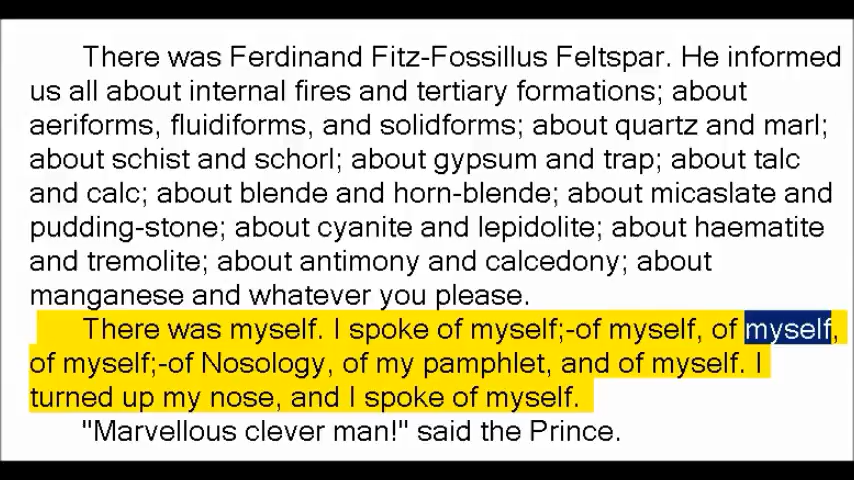 There was Ferdinand Fitz-Fossillus Feltspar. He informed
us all about internal fires and tertiary formations; about
aeriforms, fluidiforms, and solidforms; about quartz and marl;
about schist and schorl; about gypsum and trap; about talc
and calc; about blende and horn-blende; about micaslate and
pudding-stone; about cyanite and lepidolite; about haematite
and tremolite; about antimony and calcedony; about
manganese and whatever you please.
There was myself. I spoke of myself;-of myself, of myself,
of myself;-of Nosology, of my pamphlet, and of myself. I
turned up my nose, and I spoke of myself.
"Marvellous clever man!" said the Prince.